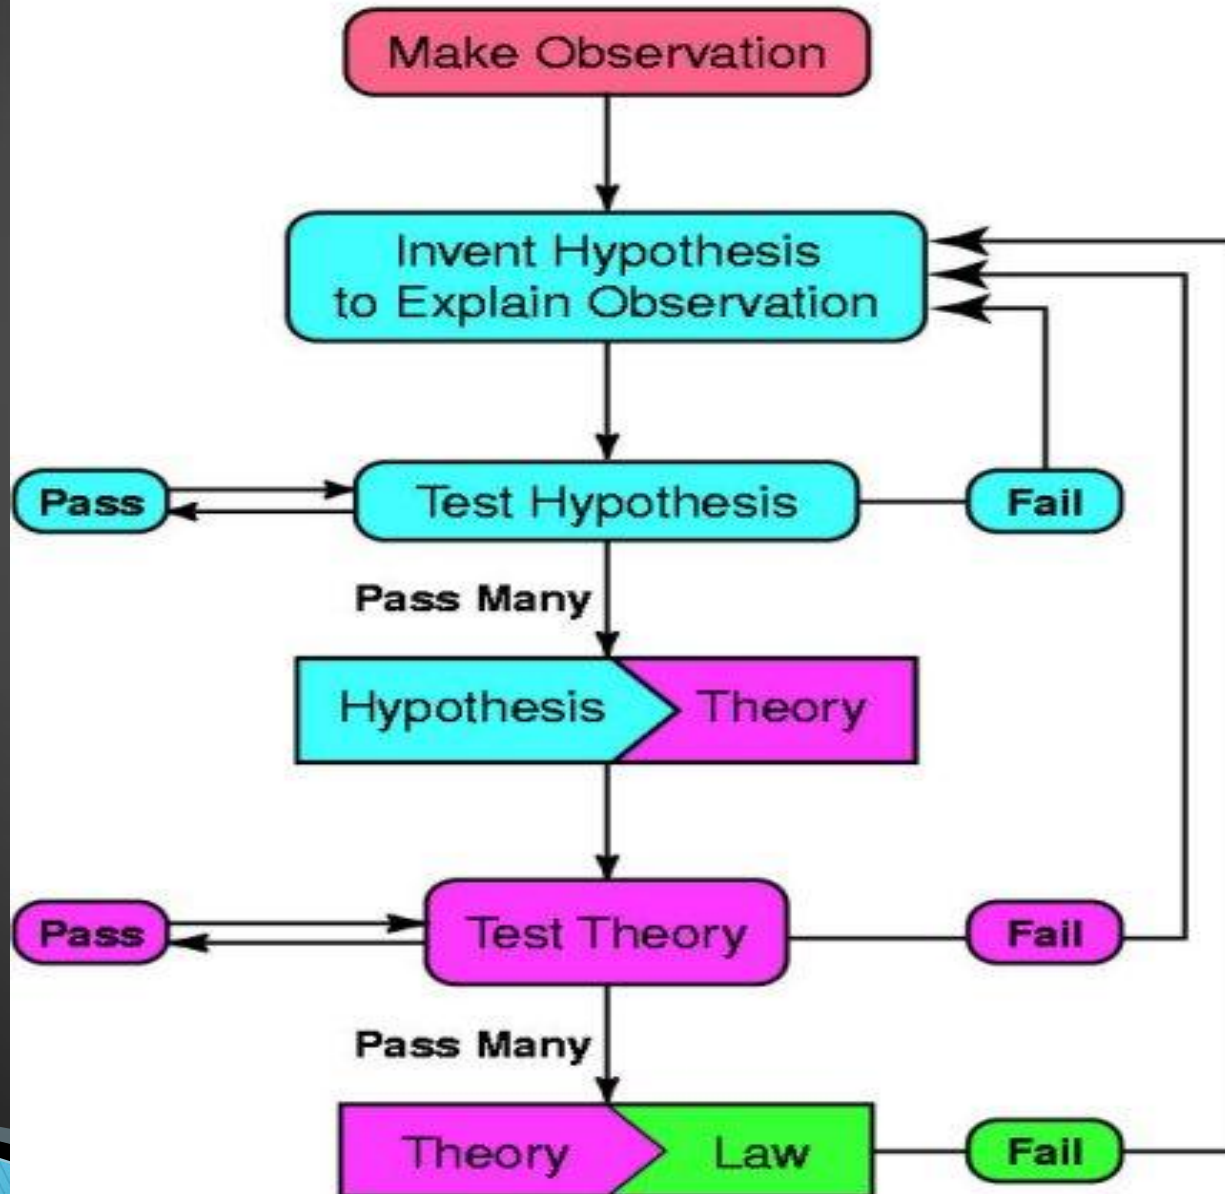 Make Observation
Invent Hypothesis
to Explain Observation
Pass
Test Hypothesis
Fail
Pass Many
Hypothesis
Theory
Pass
Test Theory
Fail
Pass Many
Theory
Law
Fail